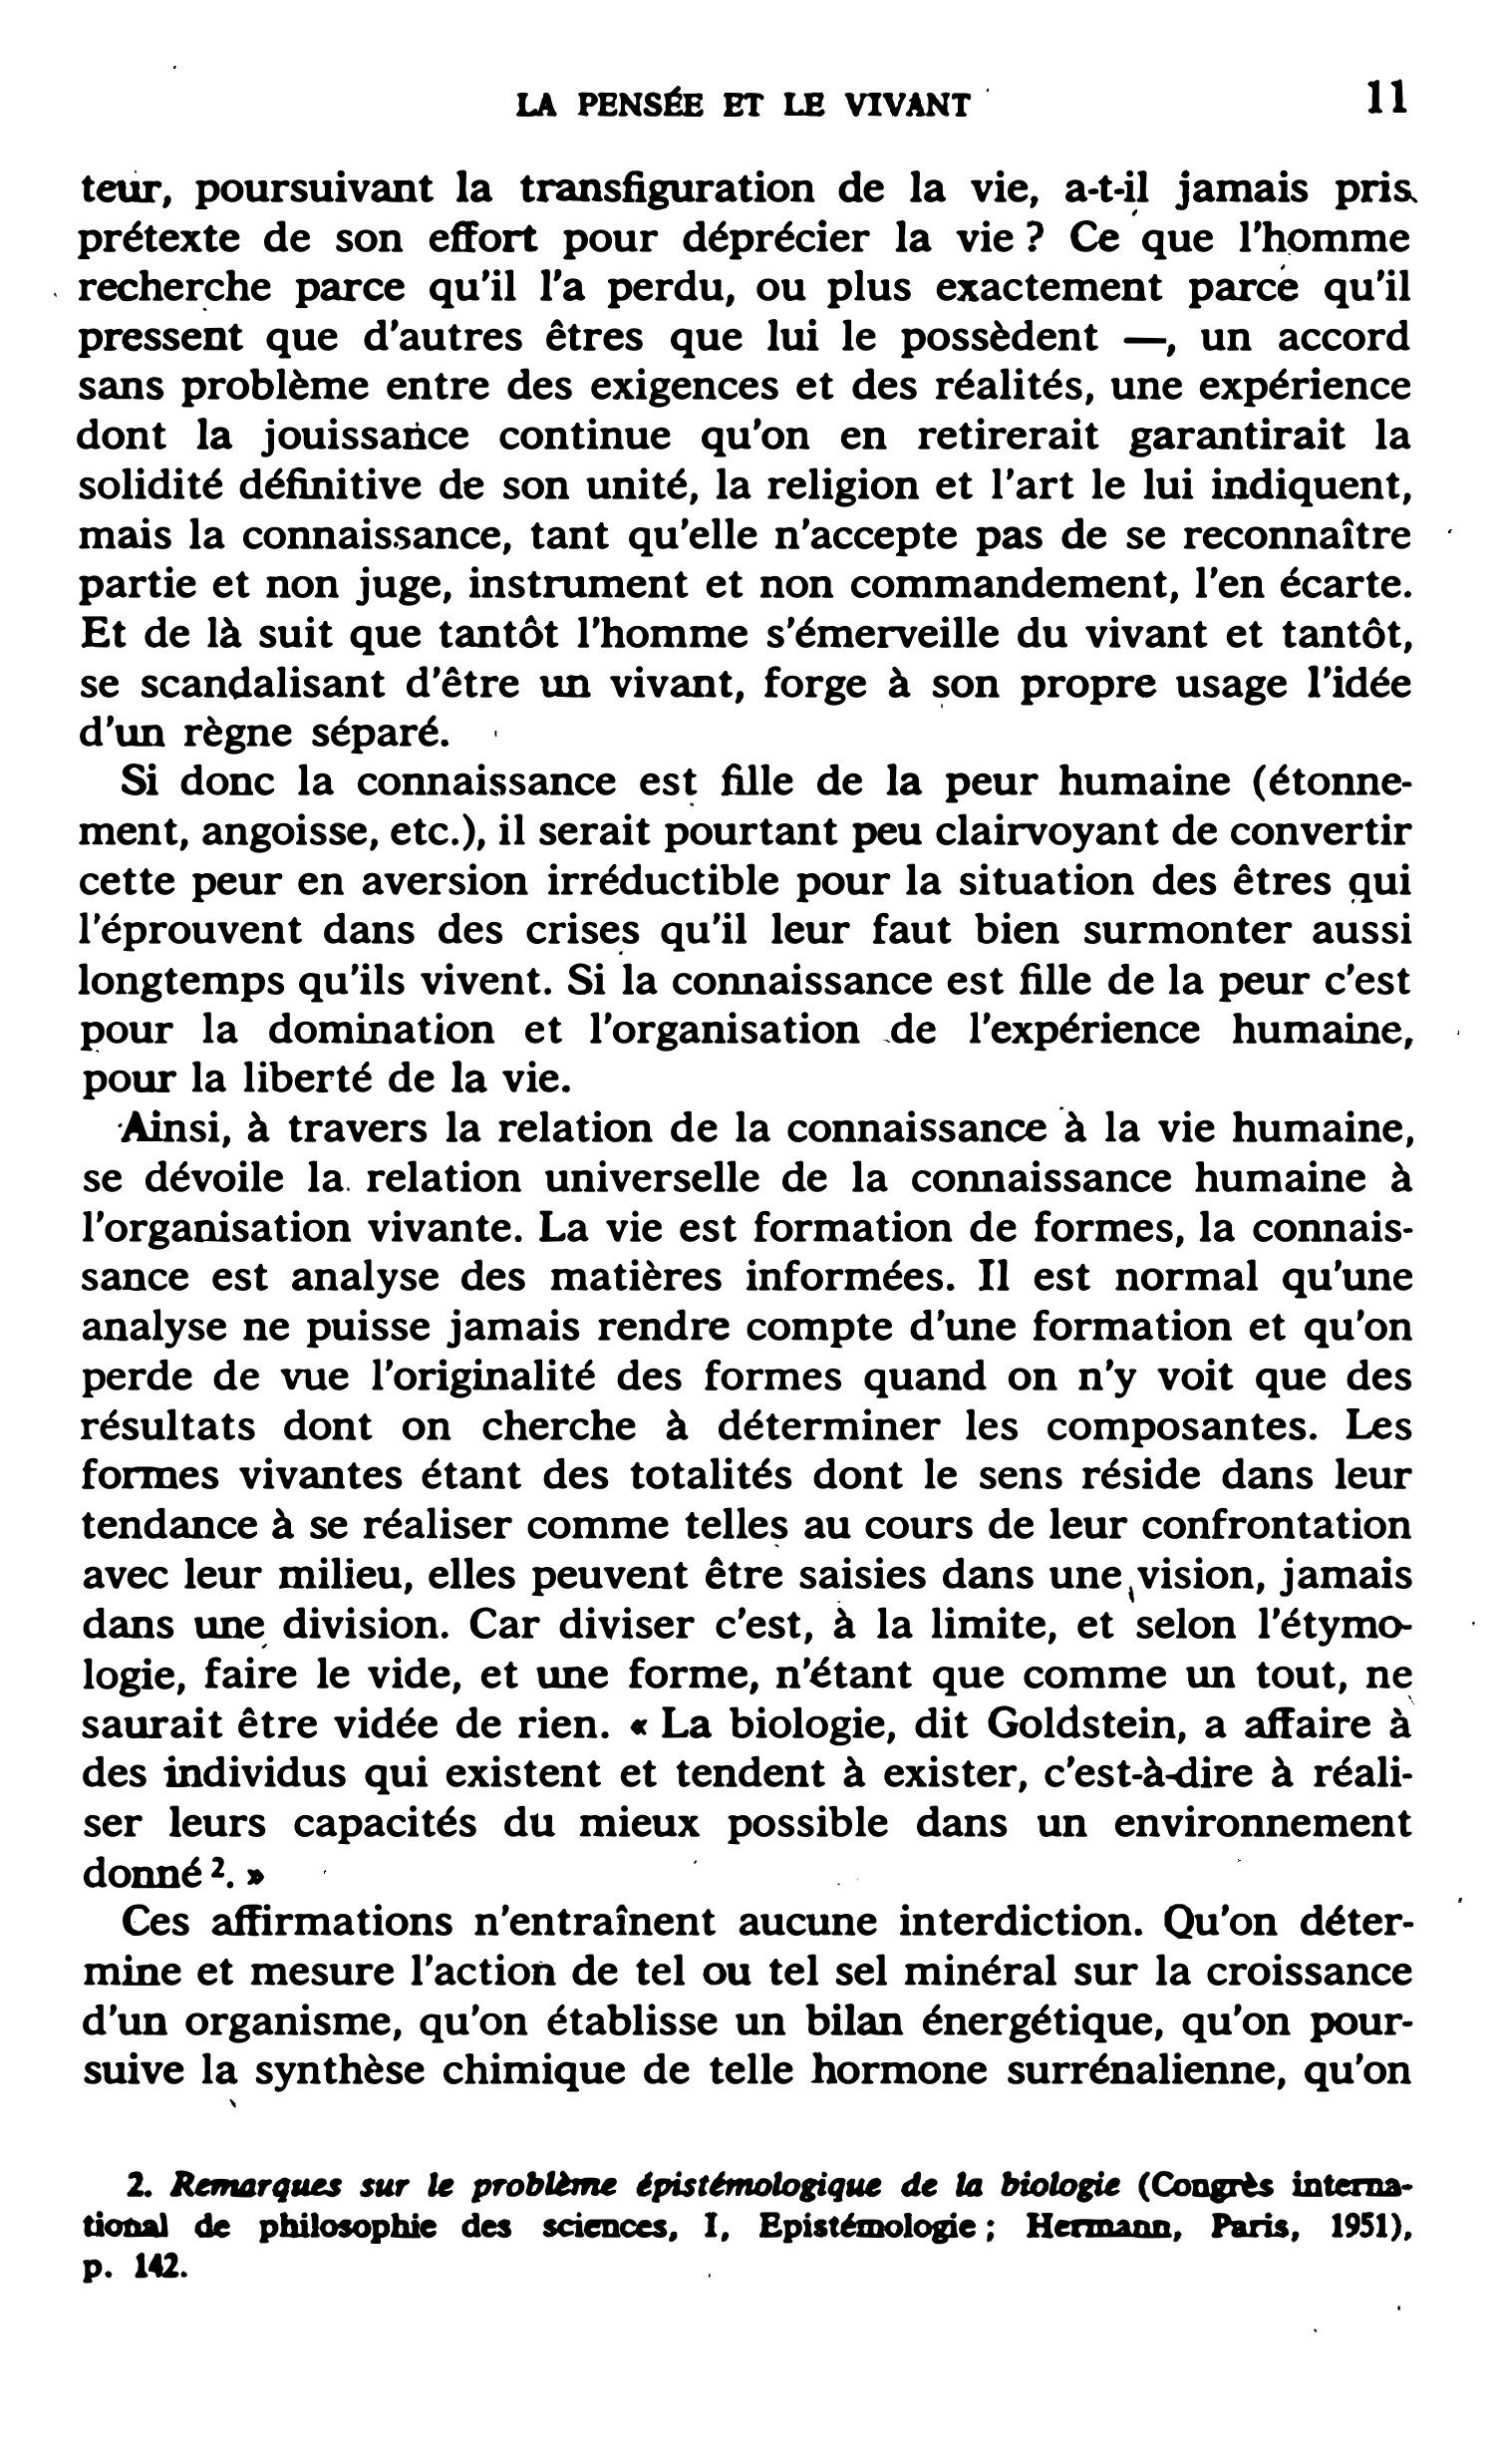 LA PENSÉE ET LE VIVANT 11
teur, poursuivant la transfiguration de la vie, a-t-il jamais pris
prétexte de son effort pour déprécier la vie ? Ce que l'homme
recherche parce qu'il l'a perdu, ou plus exactement parce qu'il
pressent que d'autres êtres que lui le possèdent —, un accord
sans problème entre des exigences et des réalités, une expérience
dont la jouissance continue qu'on en retirerait garantirait la
solidité définitive de son unité, la religion et l'art le lui indiquent,
mais la connaissance, tant qu'elle n'accepte pas de se reconnaître
partie et non juge, instrument et non commandement, l'en écarte.
Et de là suit que tantôt l'homme s'émerveille du vivant et tantôt,
se scandalisant d'être un vivant, forge à son propre usage l'idée
d'un règne séparé.
Si donc la connaissance est fille de la peur humaine (étonne-
ment, angoisse, etc.), il serait pourtant peu clairvoyant de convertir
cette peur en aversion irréductible pour la situation des êtres qui
l'éprouvent dans des crises qu'il leur faut bien surmonter aussi
longtemps qu'ils vivent. Si la connaissance est fille de la peur c'est
pour la domination et l'organisation de l'expérience humaine,
pour la liberté de la vie.
Ainsi, à travers la relation de la connaissance à la vie humaine,
se dévoile la relation universelle de la connaissance humaine à
l'organisation vivante. La vie est formation de formes, la connais-
sance est analyse des matières informées. Il est normal qu'une
analyse ne puisse jamais rendre compte d'une formation et qu'on
perde de vue l'originalité des formes quand on n'y voit que des
résultats dont on cherche à déterminer les composantes. Les
formes vivantes étant des totalités dont le sens réside dans leur
tendance à se réaliser comme telles au cours de leur confrontation
avec leur milieu, elles peuvent être saisies dans une vision, jamais
dans une division. Car diviser c'est, à la limite, et selon l'étymo-
logie, faire le vide, et une forme, n'étant que comme un tout, ne
saurait être vidée de rien. « La biologie, dit Goldstein, a affaire à
des individus qui existent et tendent à exister, c'est-à-dire à réali-
ser leurs capacités du mieux possible dans un environnement
donné ². »
Ces affirmations n'entraînent aucune interdiction. Qu'on déter-
mine et mesure l'action de tel ou tel sel minéral sur la croissance
d'un organisme, qu'on établisse un bilan énergétique, qu'on pour-
suive la synthèse chimique de telle hormone surrénalienne, qu'on
2. Remarques sur le problème épistémologique de la biologie (Congrès interna-
tional de philosophie des sciences, I, Epistémologie ; Hermann, Paris, 1951),
p. 142.